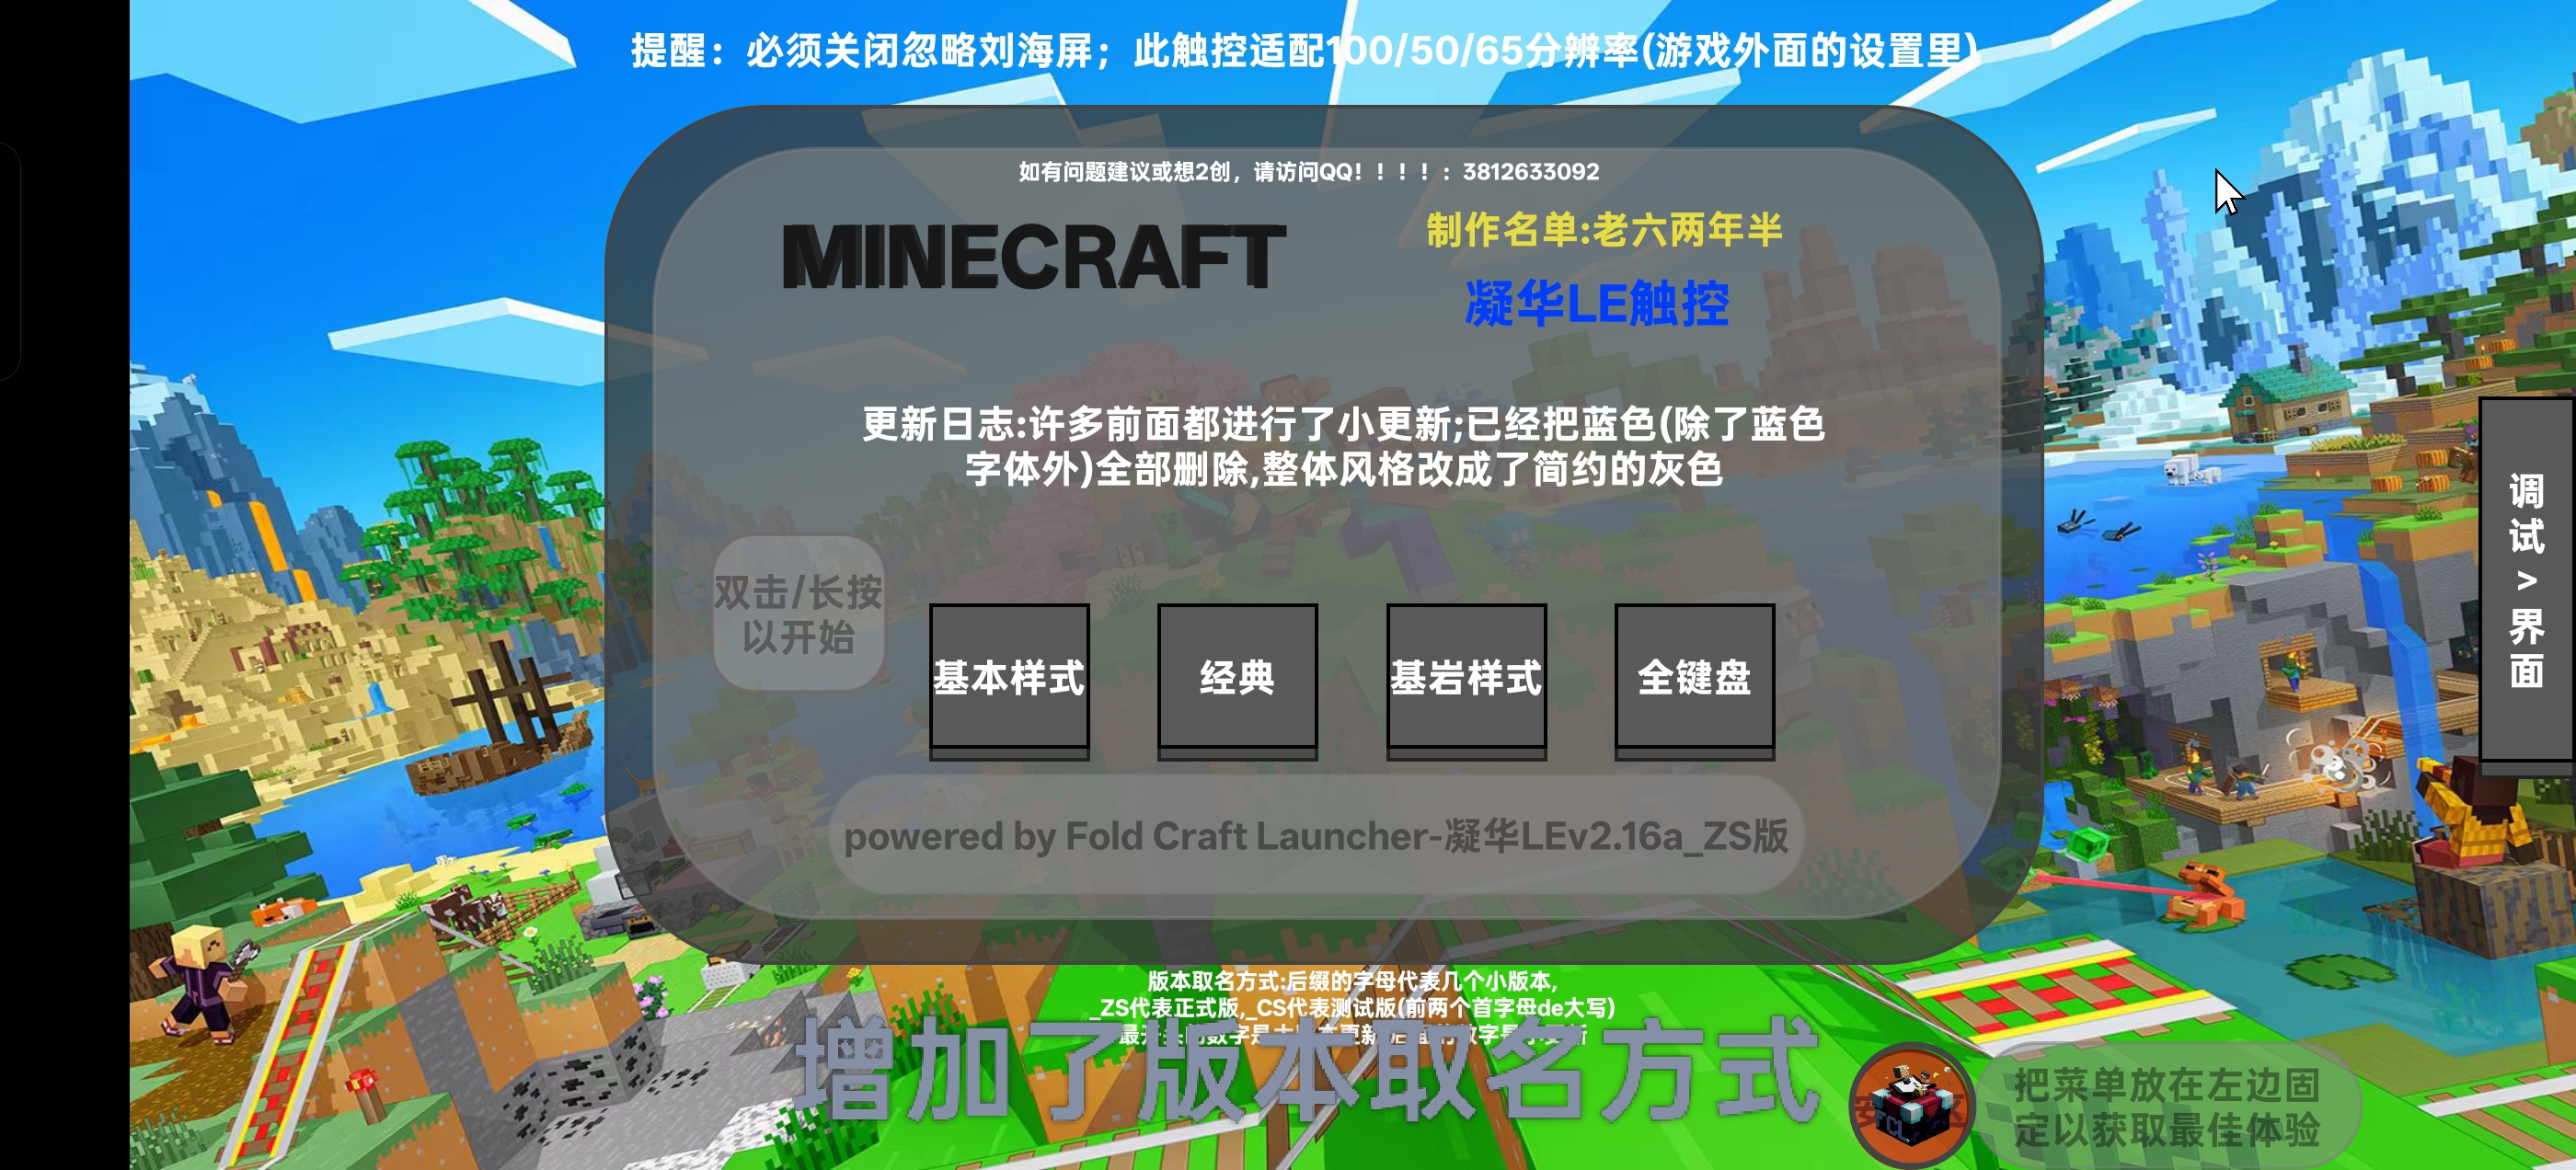 提醒：必须关闭忽略刘海屏；此触控适配100/50/65分辨率(游戏外面的设置里)
如有问题建议或想2创，请访问QQ！！！！：3812633092
MINECRAFT
制作名单:老六两年半
凝华LE触控
更新日志:许多前面都进行了小更新;已经把蓝色(除了蓝色
字体外)全部删除,整体风格改成了简约的灰色
双击/长按
以开始
基本样式
经典
基岩样式
全键盘
调
试
>
界
面
powered by Fold Craft Launcher-凝华LEv2.16a_ZS版
版本取名方式:后缀的字母代表几个小版本,
_ZS代表正式版,_CS代表测试版(前两个首字母de大写)
增加了版本取名方式
FCL
把菜单放在左边固
定以获取最佳体验